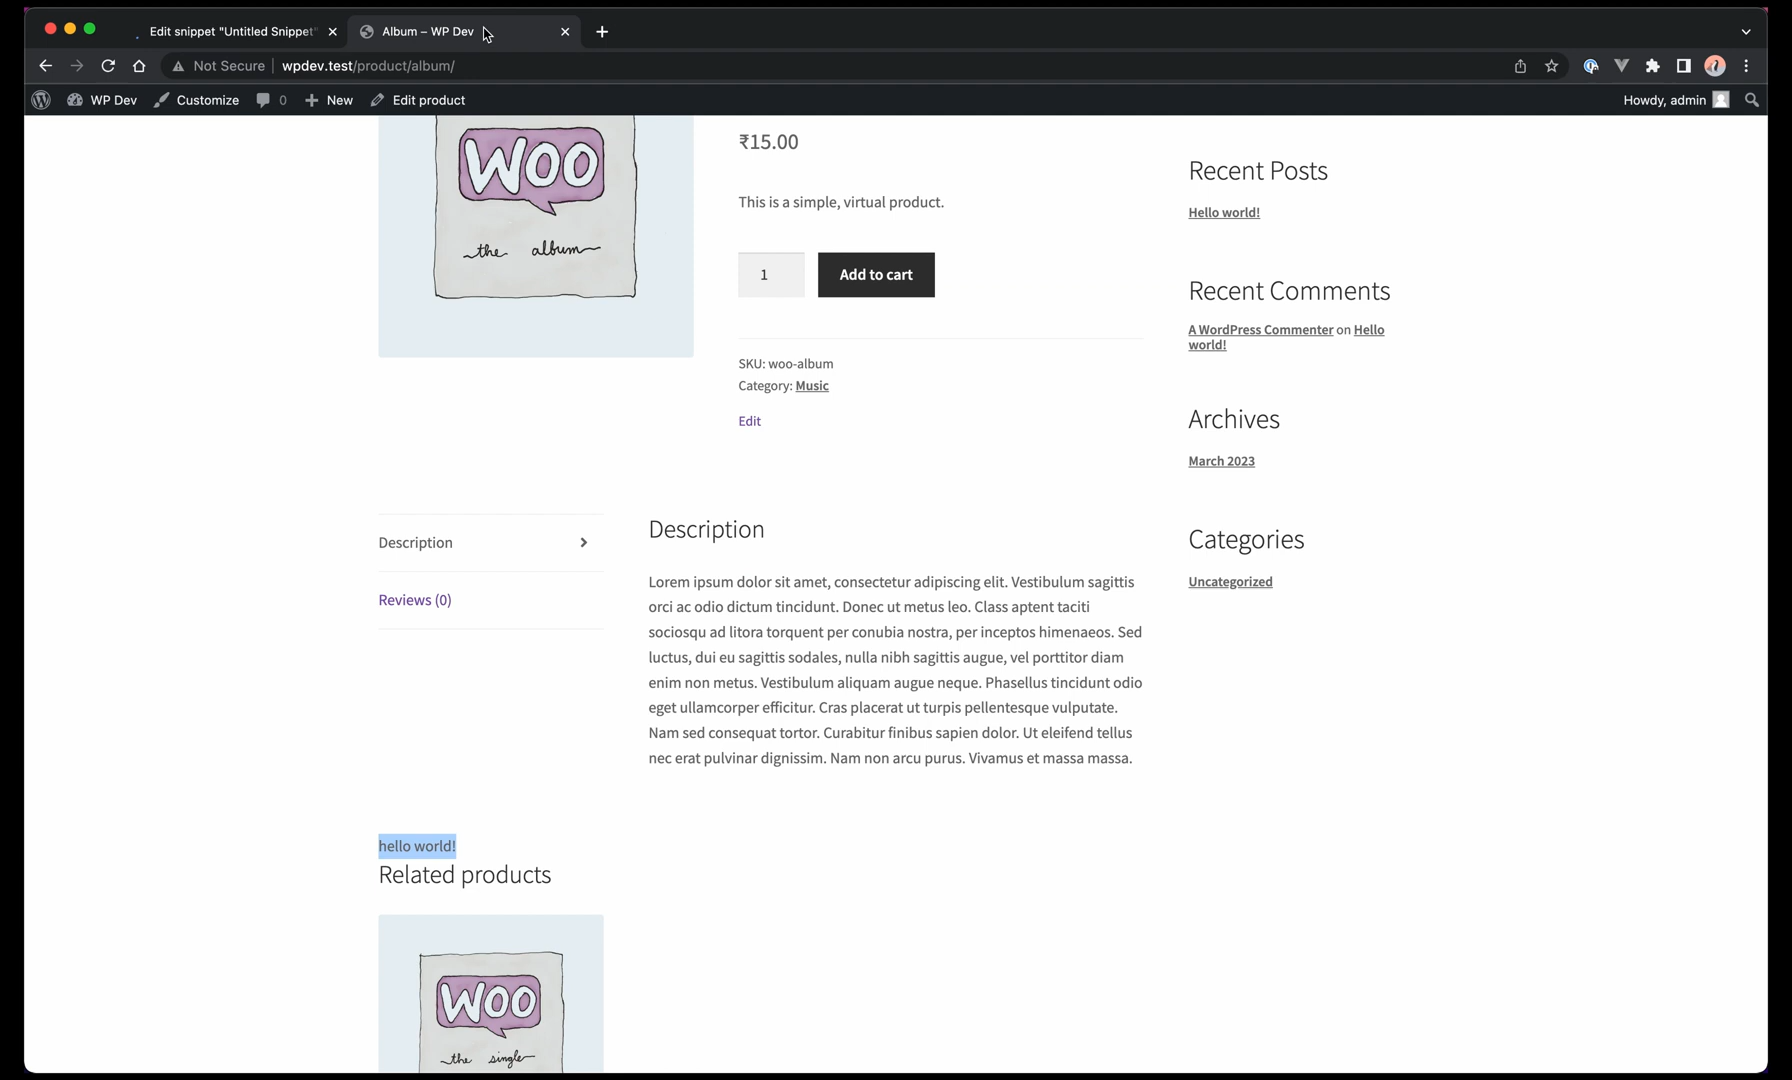 Edit snippet "Untitled Snippet"
Album – WP Dev
Not Secure
wpdev.test/product/album/
WP Dev
Customize
0
New
Edit product
Howdy, admin
WOO
the album
₹15.00
This is a simple, virtual product.
1
Add to cart
SKU: woo-album
Category: Music
Edit
Recent Posts
Hello world!
Recent Comments
A WordPress Commenter on Hello
world!
Archives
March 2023
Categories
Uncategorized
Description
Reviews (0)
Description
Lorem ipsum dolor sit amet, consectetur adipiscing elit. Vestibulum sagittis
orci ac odio dictum tincidunt. Donec ut metus leo. Class aptent taciti
sociosqu ad litora torquent per conubia nostra, per inceptos himenaeos. Sed
luctus, dui eu sagittis sodales, nulla nibh sagittis augue, vel porttitor diam
enim non metus. Vestibulum aliquam augue neque. Phasellus tincidunt odio
eget ullamcorper efficitur. Cras placerat ut turpis pellentesque vulputate.
Nam sed consequat tortor. Curabitur finibus sapien dolor. Ut eleifend tellus
nec erat pulvinar dignissim. Nam non arcu purus. Vivamus et massa massa.
hello world!
Related products
WOO
the single